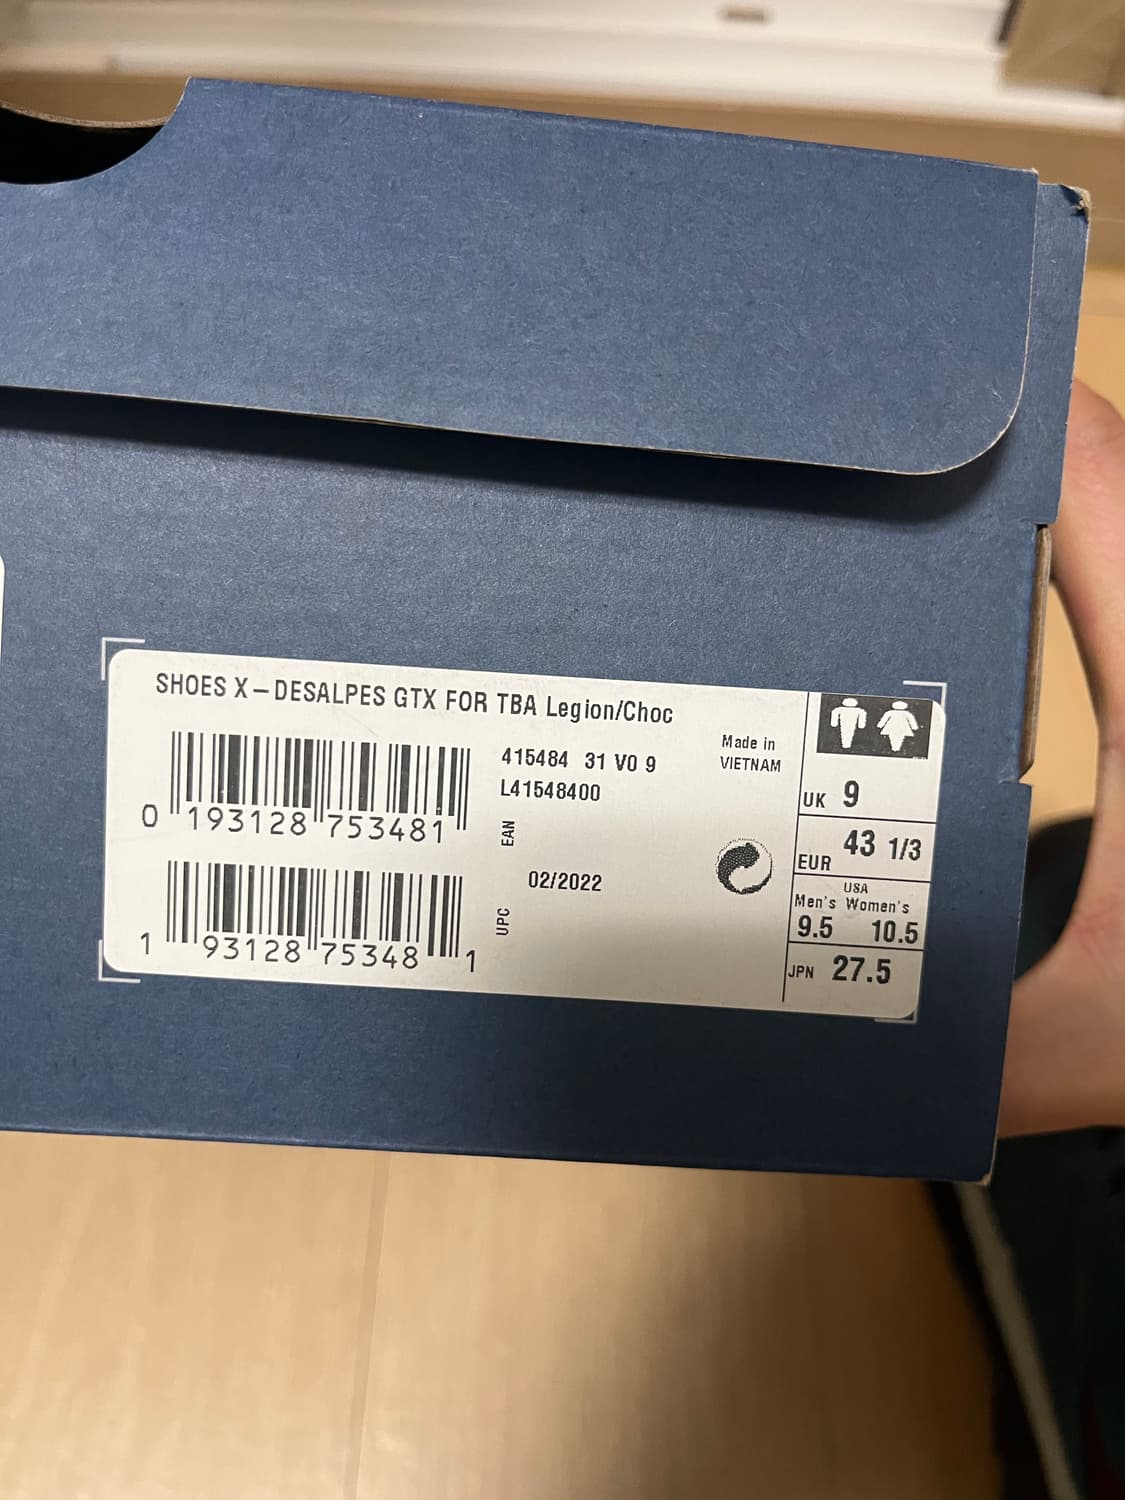 SHOES X-DESALPES GTX FOR TBA Legion/Choc
0 193128 753481
EAN
415484 31 V0 9
L41548400
02/2022
1 93128 75348 1
UPC
Made in
VIETNAM
UK 9
EUR 43 1/3
USA
Men's Women's
9.5 10.5
JPN 27.5